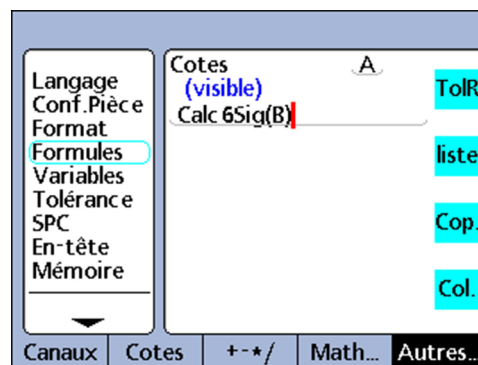 Langage
Conf.Pièce
Format
Formules
Variables
Tolérance
SPC
En-tête
Mémoire
Cotes A
(visible)
Calc 6Sig(B)
TolR
liste
Cop.
Col.
Canaux Cotes +-*/ Math... Autres...